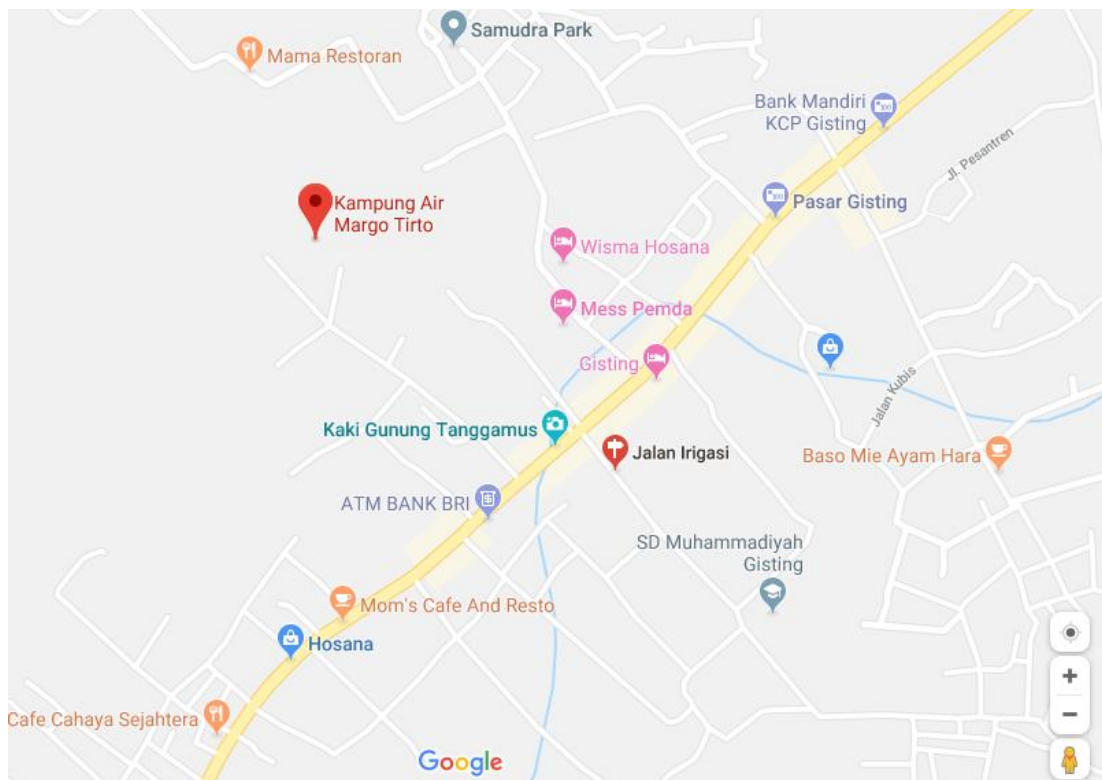 Samudra Park
Mama Restoran
Bank Mandiri
KCP Gisting
Jl. Pesantren
Kampung Air
Margo Tirto
Pasar Gisting
Wisma Hosana
Mess Pemda
Gisting
Jalan Kubis
Kaki Gunung Tanggamus
Jalan Irigasi
Baso Mie Ayam Hara
ATM BANK BRI
SD Muhammadiyah
Gisting
Mom's Cafe And Resto
Hosana
Cafe Cahaya Sejahtera
Google